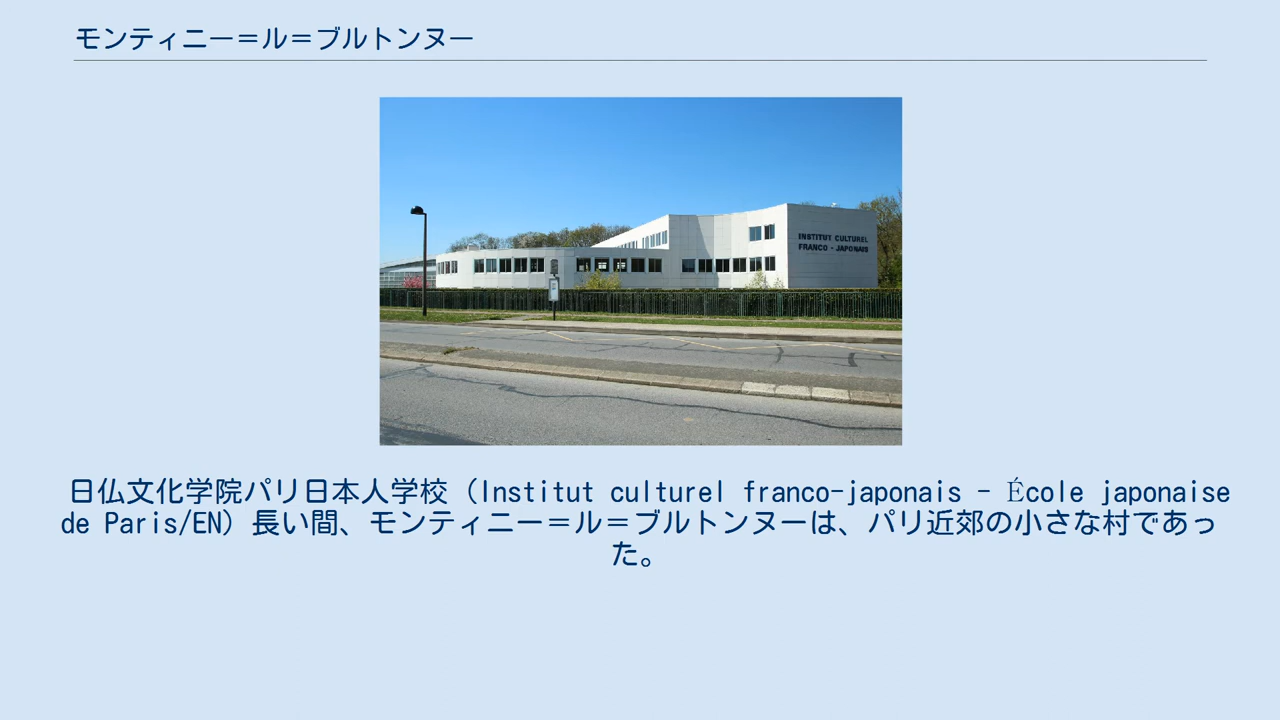 モンティニー＝ル＝ブルトンヌー
INSTITUT CULTUREL
FRANCO - JAPONAIS
日仏文化学院パリ日本人学校（Institut culturel franco-japonais - École japonaise
de Paris/EN）長い間、モンティニー＝ル＝ブルトンヌーは、パリ近郊の小さな村であっ
た。